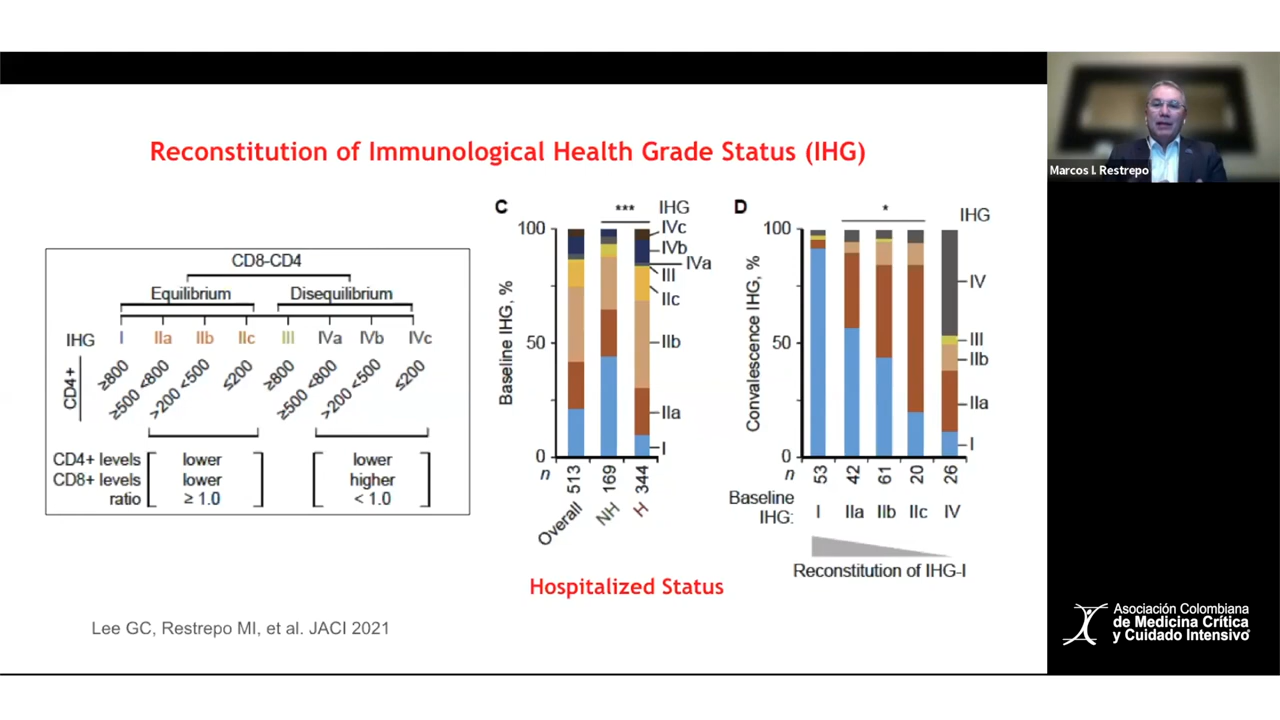 Reconstitution of Immunological Health Grade Status (IHG)
Marcos I. Restrepo
CD8-CD4
Equilibrium Disequilibrium
IHG I IIa IIb IIc III IVa IVb IVc
CD4+ ≥800 ≥500 <800 >200 <500 ≤200 ≥800 ≥500 <800 >200 <500 ≤200
CD4+ levels lower lower
CD8+ levels lower higher
ratio ≥ 1.0 < 1.0
C
*** IHG
100
50
0
Baseline IHG, %
IVc
IVb
IVa
III
IIc
IIb
IIa
I
n 513 169 344
Overall NH H
Hospitalized Status
D
* IHG
100
50
0
Convalescence IHG, %
IV
III
IIb
IIa
I
n 53 42 61 20 26
Baseline
IHG: I IIa IIb IIc IV
Reconstitution of IHG-I
Lee GC, Restrepo MI, et al. JACI 2021
Asociación Colombiana
de Medicina Crítica
y Cuidado Intensivo